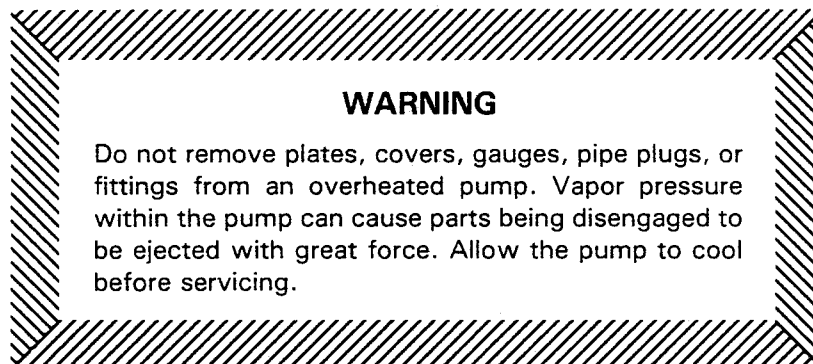 WARNING
Do not remove plates, covers, gauges, pipe plugs, or
fittings from an overheated pump. Vapor pressure
within the pump can cause parts being disengaged to
be ejected with great force. Allow the pump to cool
before servicing.